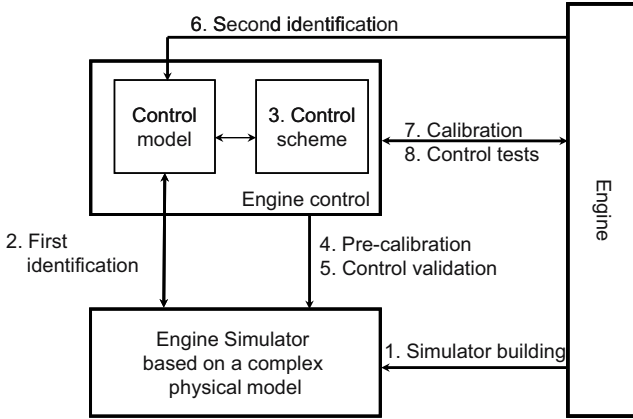 6. Second identification
Control
model
3. Control
scheme
7. Calibration
8. Control tests
Engine control
Engine
2. First
identification
4. Pre-calibration
5. Control validation
Engine Simulator
based on a complex
physical model
1. Simulator building